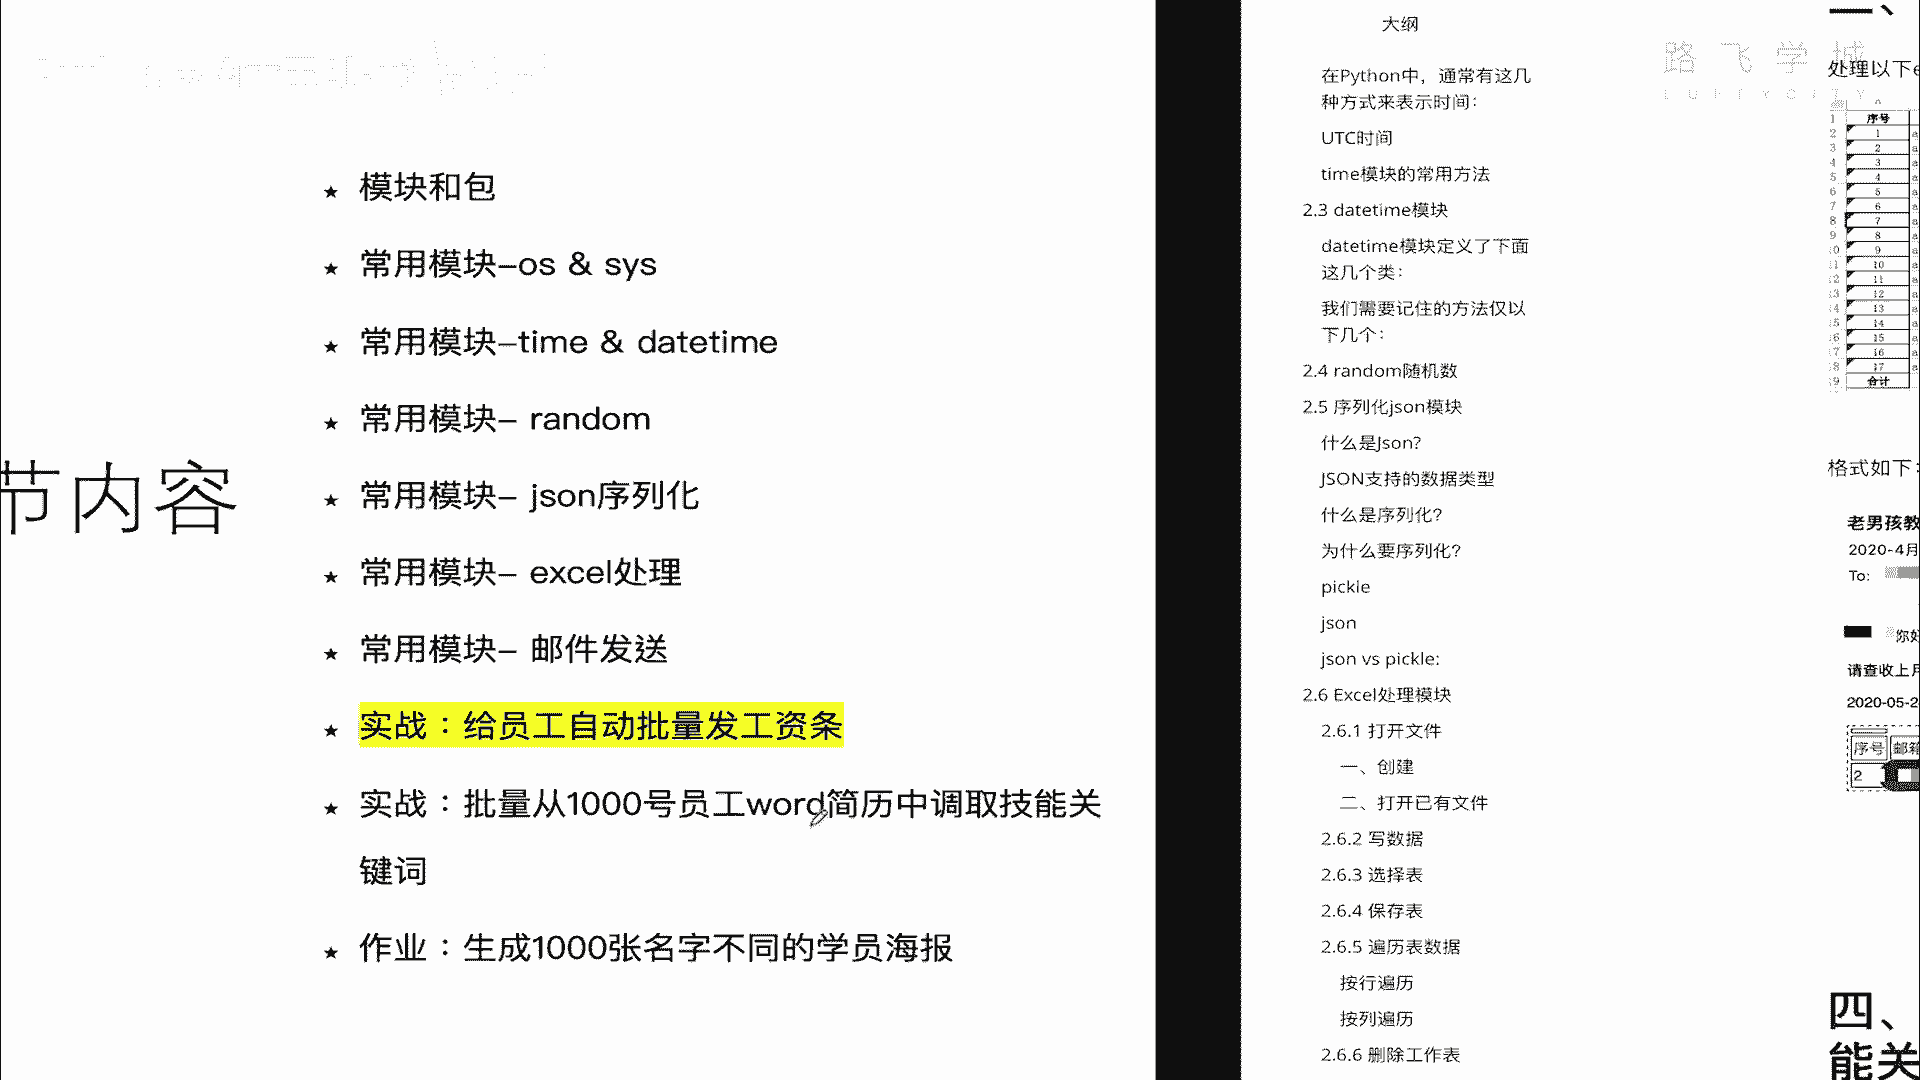 节内容
模块和包
常用模块–os & sys
常用模块–time & datetime
常用模块– random
常用模块– json序列化
常用模块– excel处理
常用模块– 邮件发送
实战：给员工自动批量发工资条
实战：批量从1000号员工word简历中调取技能关
键词
作业：生成1000张名字不同的学员海报
大纲
在Python中，通常有这几
种方式来表示时间：
UTC时间
time模块的常用方法
2.3 datetime模块
datetime模块定义了下面
这几个类：
我们需要记住的方法仅以
下几个：
2.4 random随机数
2.5 序列化json模块
什么是Json?
JSON支持的数据类型
什么是序列化？
为什么要序列化？
pickle
json
json vs pickle:
2.6 Excel处理模块
2.6.1 打开文件
一、创建
二、打开已有文件
2.6.2 写数据
2.6.3 选择表
2.6.4 保存表
2.6.5 遍历表数据
按行遍历
按列遍历
2.6.6 删除工作表
路飞学城
LUFFYCITY
处理以下
序号
1
2
3
4
5
6
7
8
9
10
11
12
13
14
15
16
17
合计
格式如下：
老男孩教
2020-4月
To:
你好
请查收上月
2020-05-2
序号 邮箱
2
四、
能关